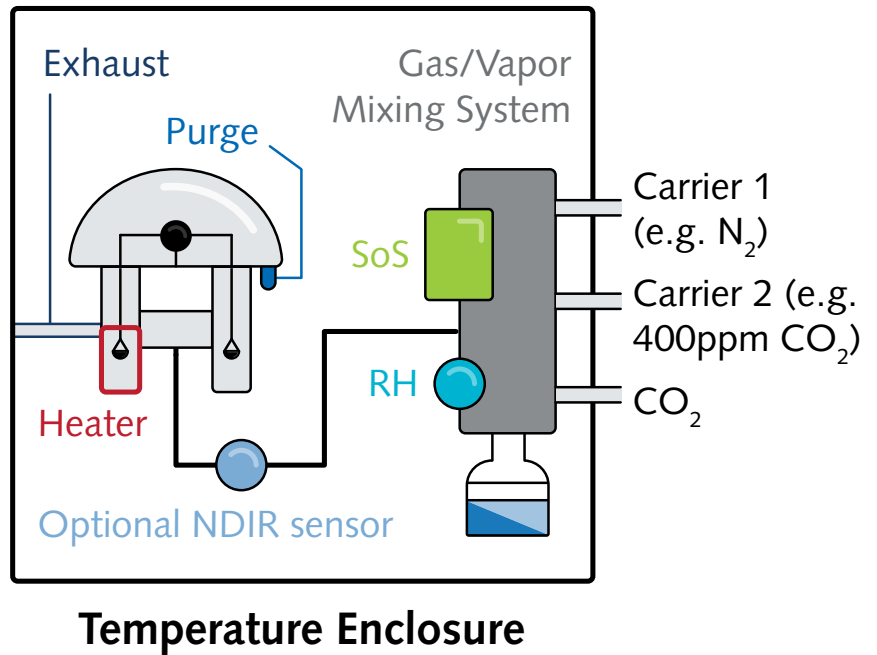 Exhaust
Gas/Vapor
Mixing System
Purge
Carrier 1
(e.g. N₂)
SoS
Carrier 2 (e.g.
400ppm CO₂)
RH
CO₂
Heater
Optional NDIR sensor
Temperature Enclosure